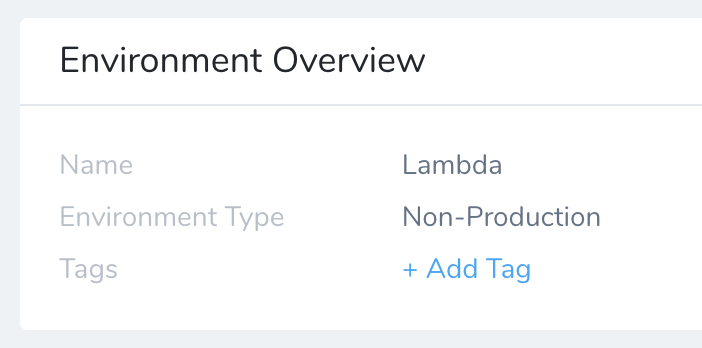 Environment Overview
Name Lambda
Environment Type Non-Production
Tags + Add Tag